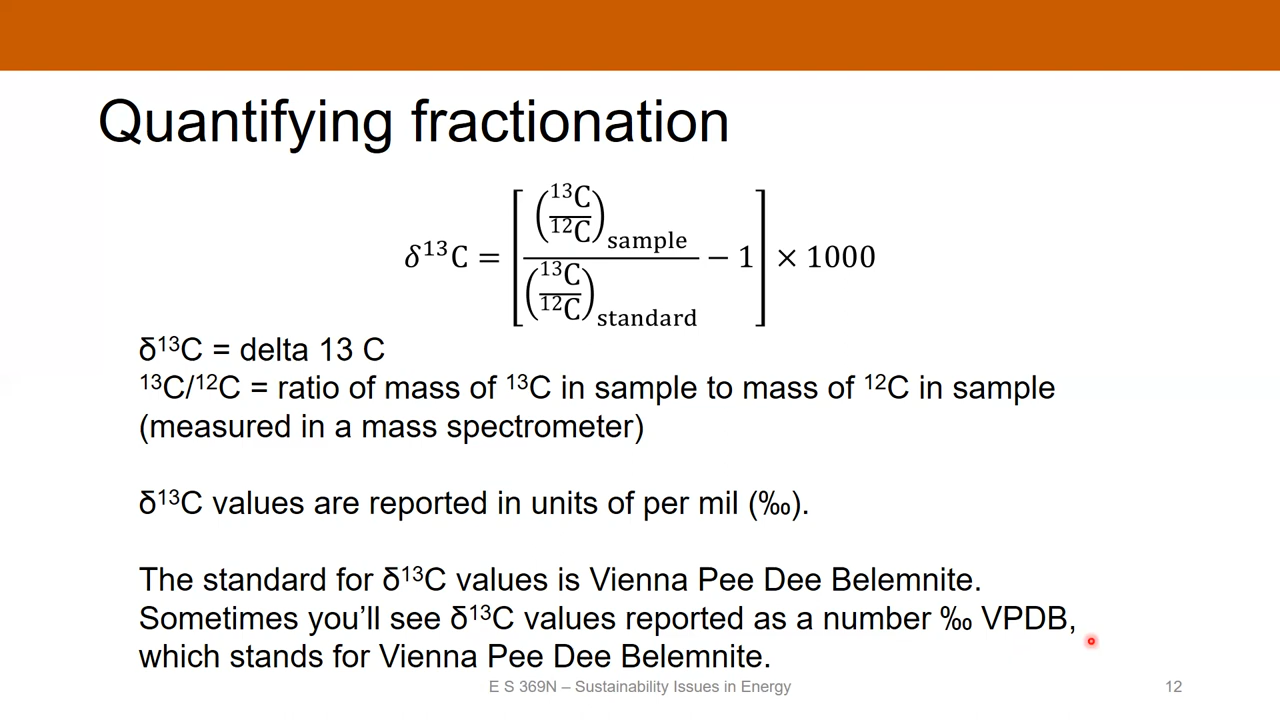 Quantifying fractionation
δ¹³C = [(¹³C/¹²C)sample / (¹³C/¹²C)standard − 1] × 1000
δ¹³C = delta 13 C
¹³C/¹²C = ratio of mass of ¹³C in sample to mass of ¹²C in sample
(measured in a mass spectrometer)
δ¹³C values are reported in units of per mil (‰).
The standard for δ¹³C values is Vienna Pee Dee Belemnite.
Sometimes you’ll see δ¹³C values reported as a number ‰ VPDB,
which stands for Vienna Pee Dee Belemnite.
E S 369N – Sustainability Issues in Energy
12